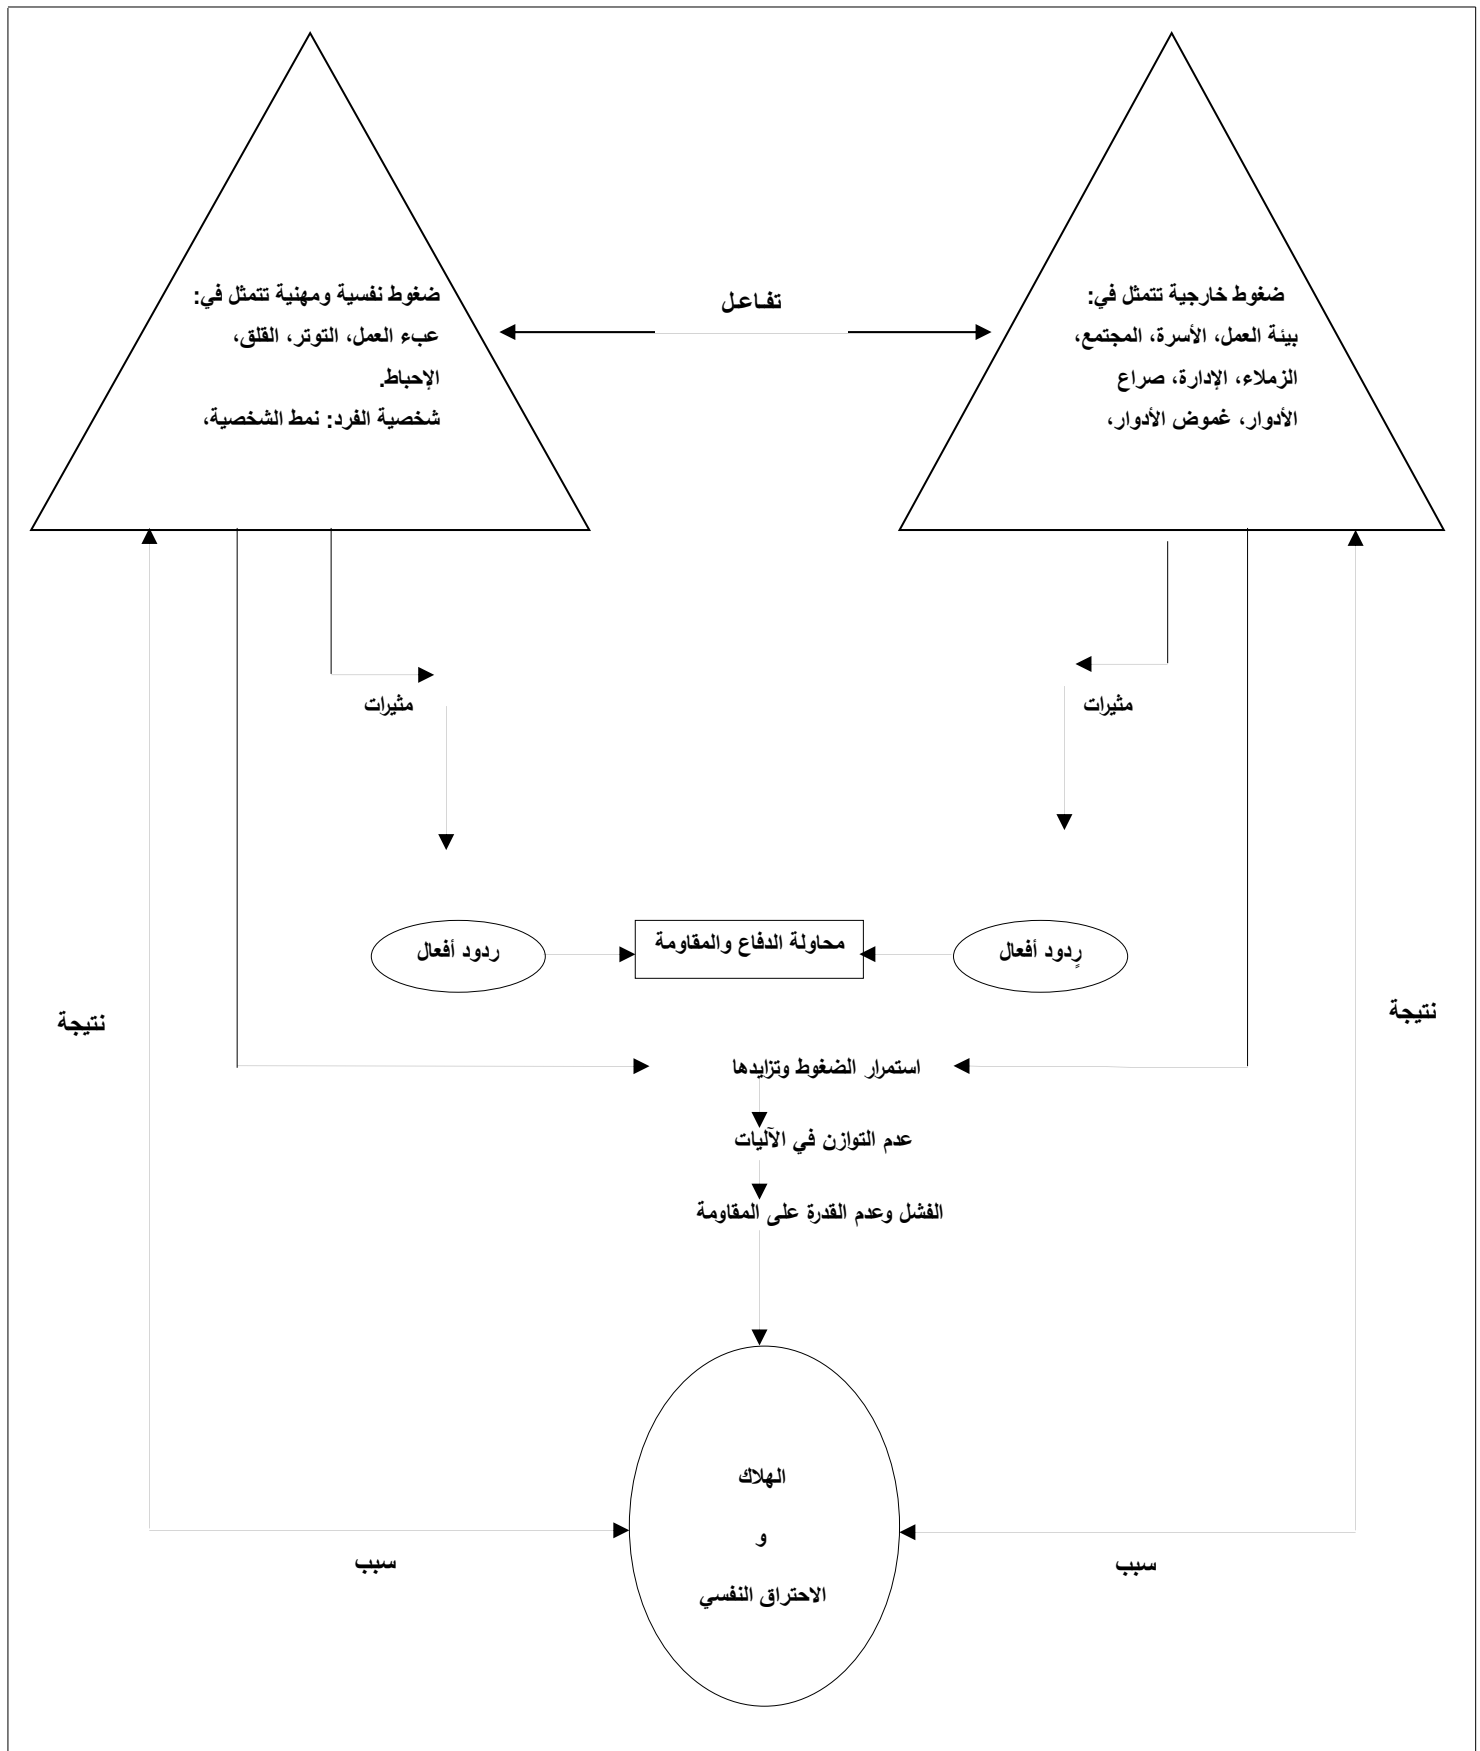 ضغوط خارجية تتمثل في:
بيئة العمل، الأسرة، المجتمع،
الزملاء، الإدارة، صراع
الأدوار، غموض الأدوار،
تفاعل
ضغوط نفسية ومهنية تتمثل في:
عبء العمل، التوتر، القلق،
الإحباط.
شخصية الفرد: نمط الشخصية،
مثيرات
مثيرات
رِدود أفعال
محاولة الدفاع والمقاومة
ردود أفعال
نتيجة
نتيجة
استمرار الضغوط وتزايدها
عدم التوازن في الآليات
الفشل وعدم القدرة على المقاومة
الهلاك
و
الاحتراق النفسي
سبب
سبب